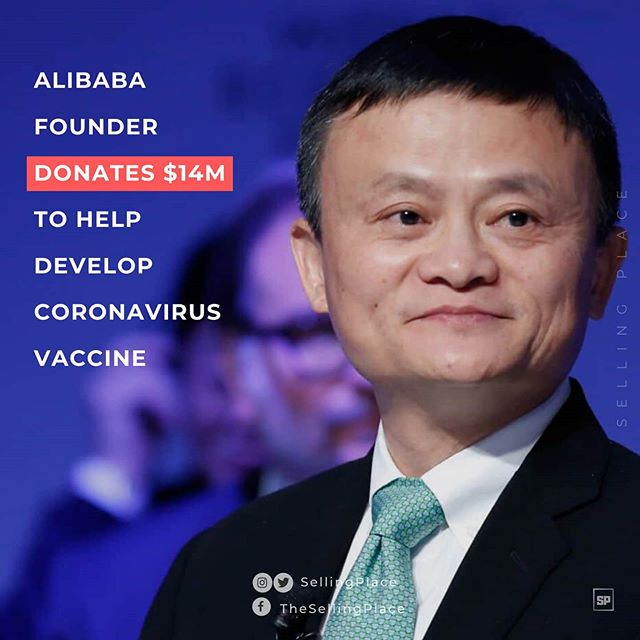 ALIBABA
FOUNDER
DONATES $14M
TO HELP
DEVELOP
CORONAVIRUS
VACCINE
SELLING PLACE
SellingPlace
TheSellingPlace
SP